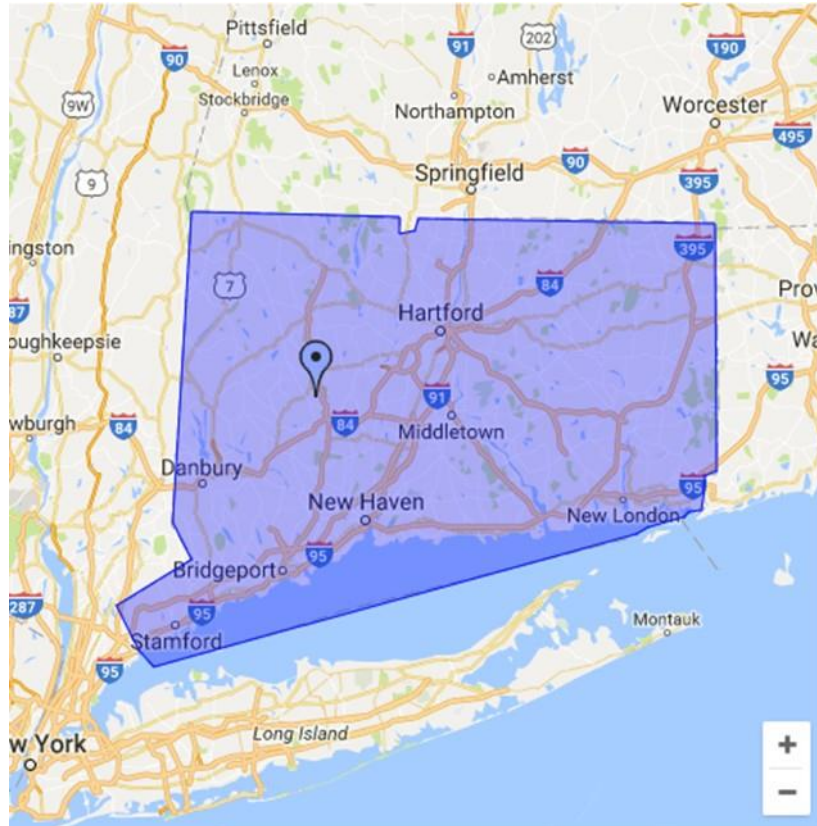 Pittsfield
91
202
190
90
Lenox
Amherst
9W
Stockbridge
Northampton
Worcester
495
90
9
Springfield
395
ington
395
7
84
87
Hartford
Prov
oughkeepsie
Wa
95
91
wburgh
84
84
Middletown
Danbury
95
New Haven
New London
95
Bridgeport
287
95
Stamford
Montauk
95
Long Island
w York
+
−